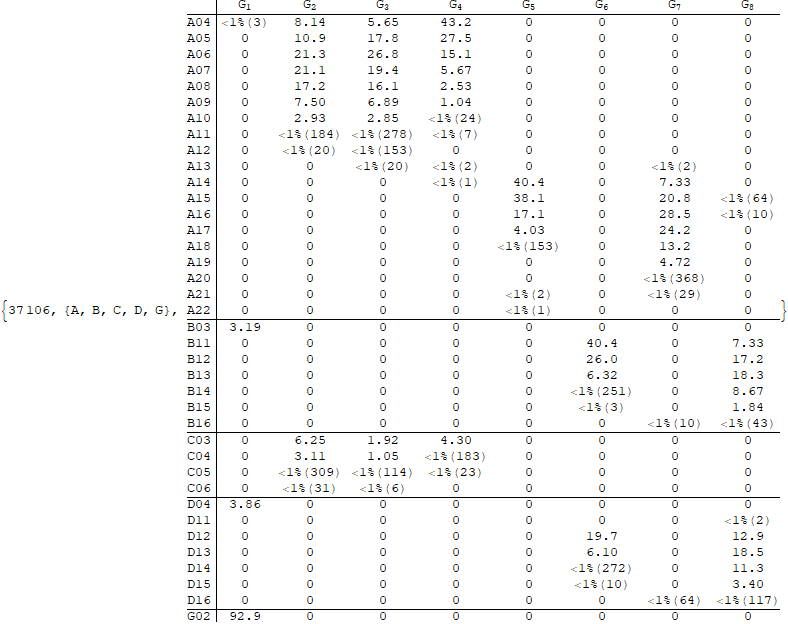 G1 G2 G3 G4 G5 G6 G7 G8
A04 <1%(3) 8.14 5.65 43.2 0 0 0 0
A05 0 10.9 17.8 27.5 0 0 0 0
A06 0 21.3 26.8 15.1 0 0 0 0
A07 0 21.1 19.4 5.67 0 0 0 0
A08 0 17.2 16.1 2.53 0 0 0 0
A09 0 7.50 6.89 1.04 0 0 0 0
A10 0 2.93 2.85 <1%(24) 0 0 0 0
A11 0 <1%(184) <1%(278) <1%(7) 0 0 0 0
A12 0 <1%(20) <1%(153) 0 0 0 0 0
A13 0 0 <1%(20) <1%(2) 0 0 <1%(2) 0
A14 0 0 0 <1%(1) 40.4 0 7.33 0
A15 0 0 0 0 38.1 0 20.8 <1%(64)
A16 0 0 0 0 17.1 0 28.5 <1%(10)
A17 0 0 0 0 4.03 0 24.2 0
A18 0 0 0 0 <1%(153) 0 13.2 0
A19 0 0 0 0 0 0 4.72 0
A20 0 0 0 0 0 0 <1%(368) 0
A21 0 0 0 0 <1%(2) 0 <1%(29) 0
{37106, {A, B, C, D, G}, A22 0 0 0 0 <1%(1) 0 0 0 }
B03 3.19 0 0 0 0 0 0 0
B11 0 0 0 0 0 40.4 0 7.33
B12 0 0 0 0 0 26.0 0 17.2
B13 0 0 0 0 0 6.32 0 18.3
B14 0 0 0 0 0 <1%(251) 0 8.67
B15 0 0 0 0 0 <1%(3) 0 1.84
B16 0 0 0 0 0 0 <1%(10) <1%(43)
C03 0 6.25 1.92 4.30 0 0 0 0
C04 0 3.11 1.05 <1%(183) 0 0 0 0
C05 0 <1%(309) <1%(114) <1%(23) 0 0 0 0
C06 0 <1%(31) <1%(6) 0 0 0 0 0
D04 3.86 0 0 0 0 0 0 0
D11 0 0 0 0 0 0 0 <1%(2)
D12 0 0 0 0 0 19.7 0 12.9
D13 0 0 0 0 0 6.10 0 18.5
D14 0 0 0 0 0 <1%(272) 0 11.3
D15 0 0 0 0 0 <1%(10) 0 3.40
D16 0 0 0 0 0 0 <1%(64) <1%(117)
G02 92.9 0 0 0 0 0 0 0